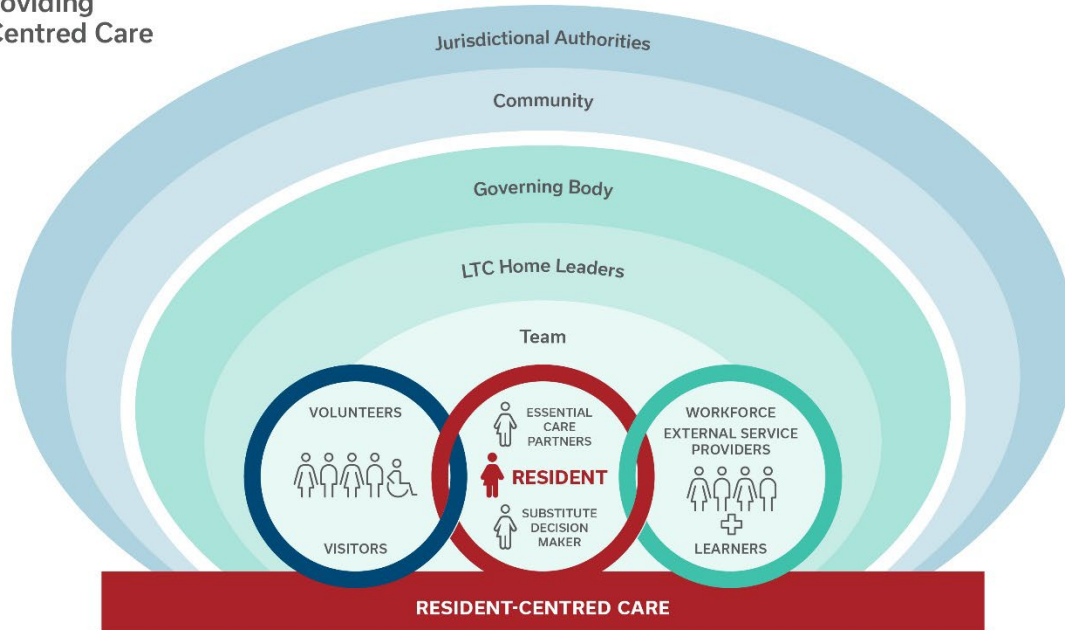 Centred Care
Jurisdictional Authorities
Community
Governing Body
LTC Home Leaders
Team
VOLUNTEERS
VISITORS
ESSENTIAL
CARE
PARTNERS
RESIDENT
SUBSTITUTE
DECISION
MAKER
WORKFORCE
EXTERNAL SERVICE
PROVIDERS
LEARNERS
RESIDENT-CENTRED CARE